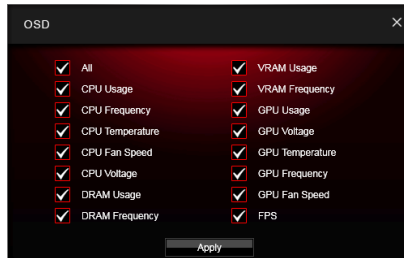 OSD
All
CPU Usage
CPU Frequency
CPU Temperature
CPU Fan Speed
CPU Voltage
DRAM Usage
DRAM Frequency
VRAM Usage
VRAM Frequency
GPU Usage
GPU Voltage
GPU Temperature
GPU Frequency
GPU Fan Speed
FPS
Apply